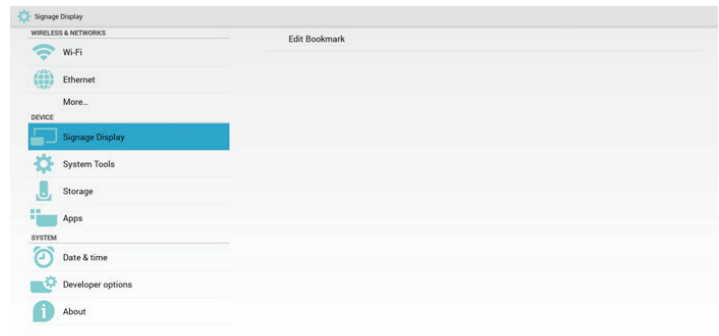 Signage Display
WIRELESS & NETWORKS
Edit Bookmark
Wi-Fi
Ethernet
More...
DEVICE
Signage Display
System Tools
Storage
Apps
SYSTEM
Date & time
Developer options
About